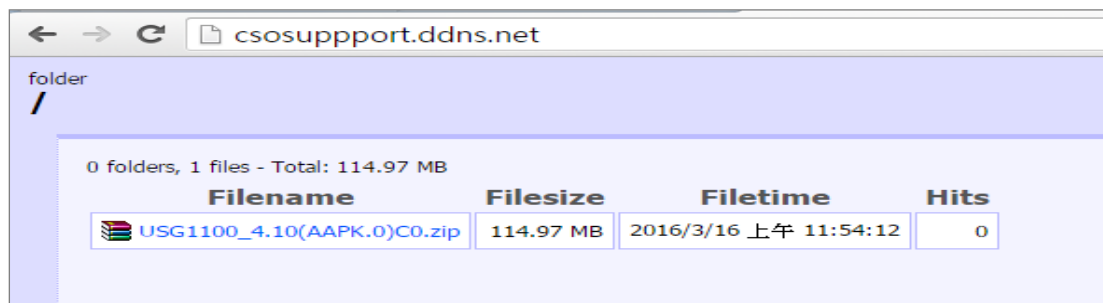 csosuppport.ddns.net
folder
/
0 folders, 1 files - Total: 114.97 MB
Filename Filesize Filetime Hits
USG1100_4.10(AAPK.0)C0.zip 114.97 MB 2016/3/16 上午 11:54:12 0